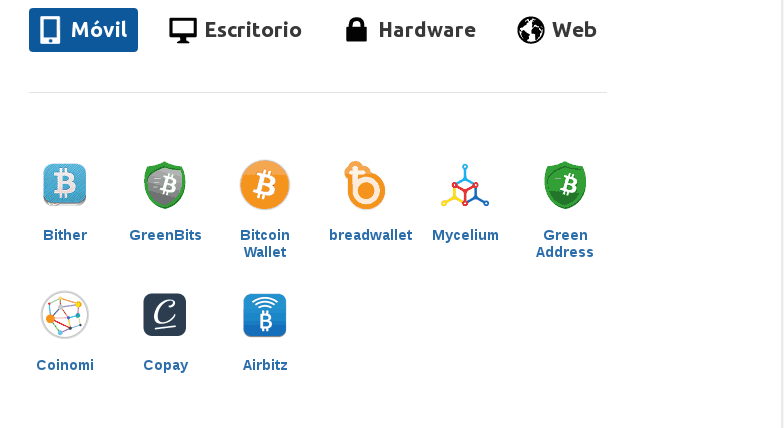 Móvil Escritorio Hardware Web
Bither GreenBits Bitcoin Wallet breadwallet Mycelium Green Address
Coinomi Copay Airbitz